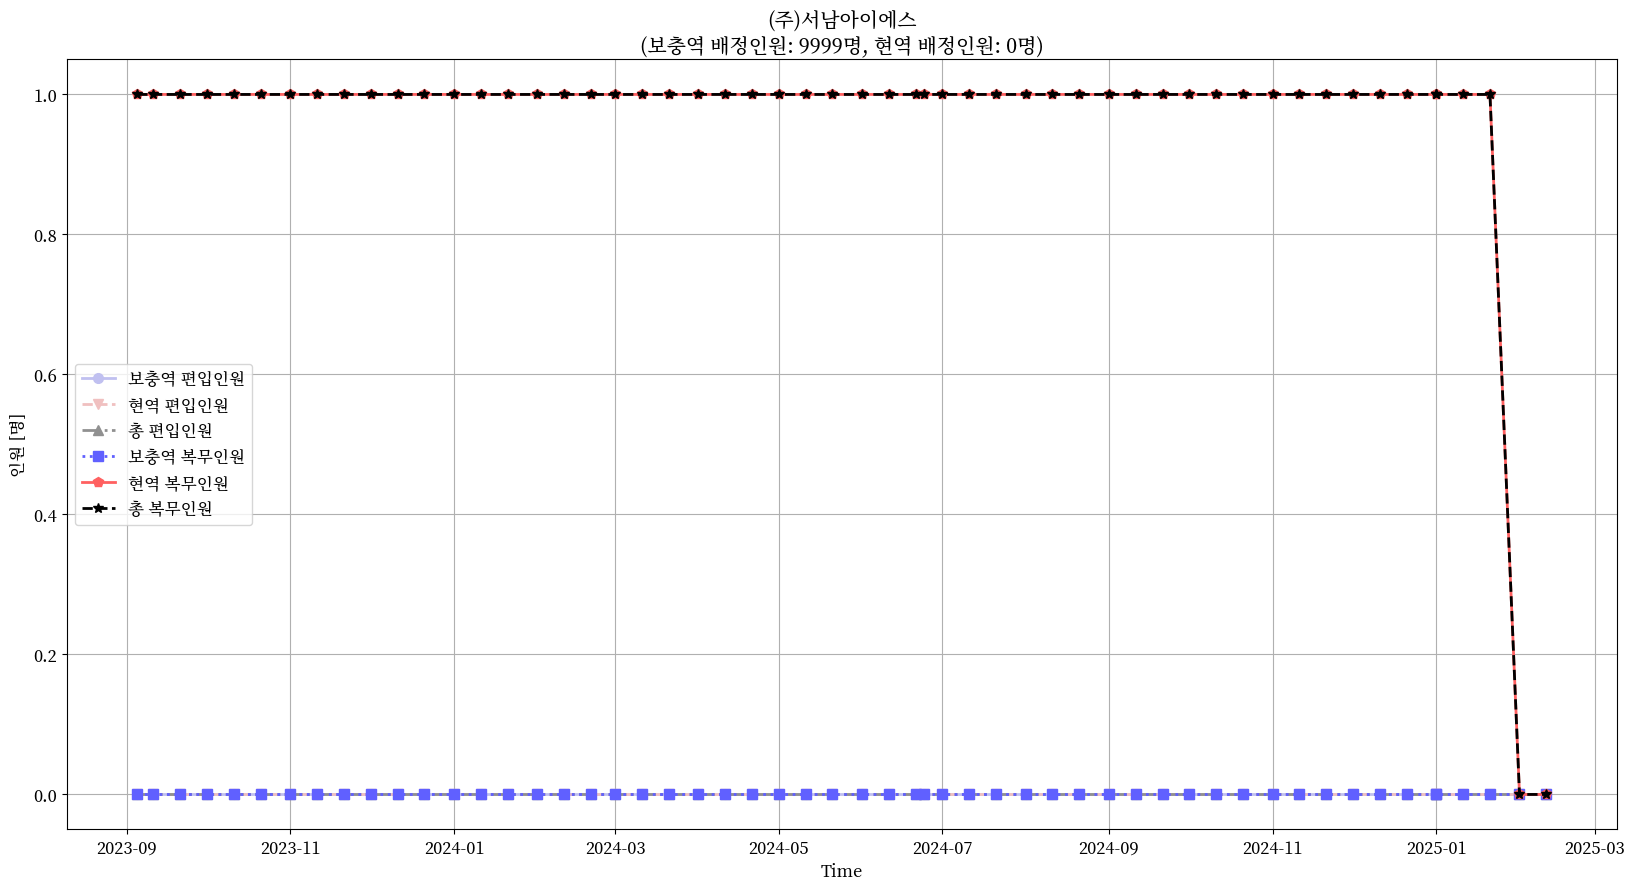 (주)서남아이에스
(보충역 배정인원: 9999명, 현역 배정인원: 0명)
1.0
0.8
0.6
0.4
0.2
0.0
인원 [명]
보충역 편입인원
현역 편입인원
총 편입인원
보충역 복무인원
현역 복무인원
총 복무인원
2023-09 2023-11 2024-01 2024-03 2024-05 2024-07 2024-09 2024-11 2025-01 2025-03
Time